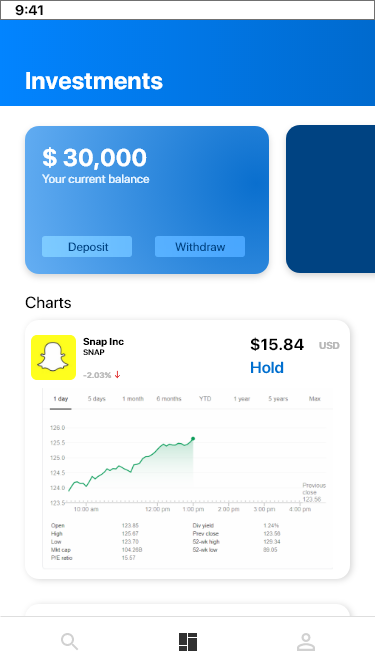 9:41
Investments
$ 30,000
Your current balance
Deposit Withdraw
Charts
Snap Inc
SNAP
-2.03% ↓
$15.84 USD
Hold
1 day 5 days 1 month 6 months YTD 1 year 5 years Max
126.0
125.5
125.0
124.5
124.0
123.5
Previous
close
123.56
10:00 am 12:00 pm 1:00 pm 2:00 pm 3:00 pm 4:00 pm
Open 123.85 Div yield 1.24%
High 125.67 Prev close 123.56
Low 123.70 52-wk high 129.34
Mkt cap 104.26B 52-wk low 89.05
P/E ratio 15.57